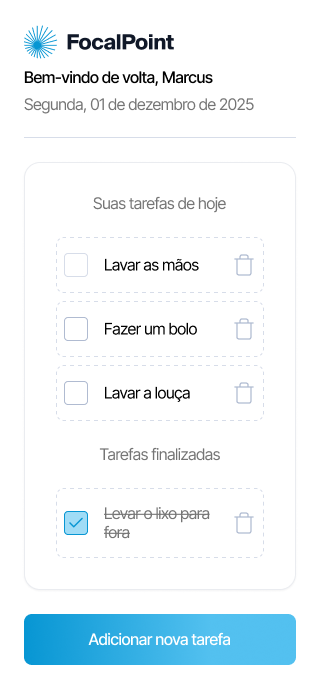 FocalPoint
Bem-vindo de volta, Marcus
Segunda, 01 de dezembro de 2025
Suas tarefas de hoje
Lavar as mãos
Fazer um bolo
Lavar a louça
Tarefas finalizadas
Levar o lixo para
fora
Adicionar nova tarefa